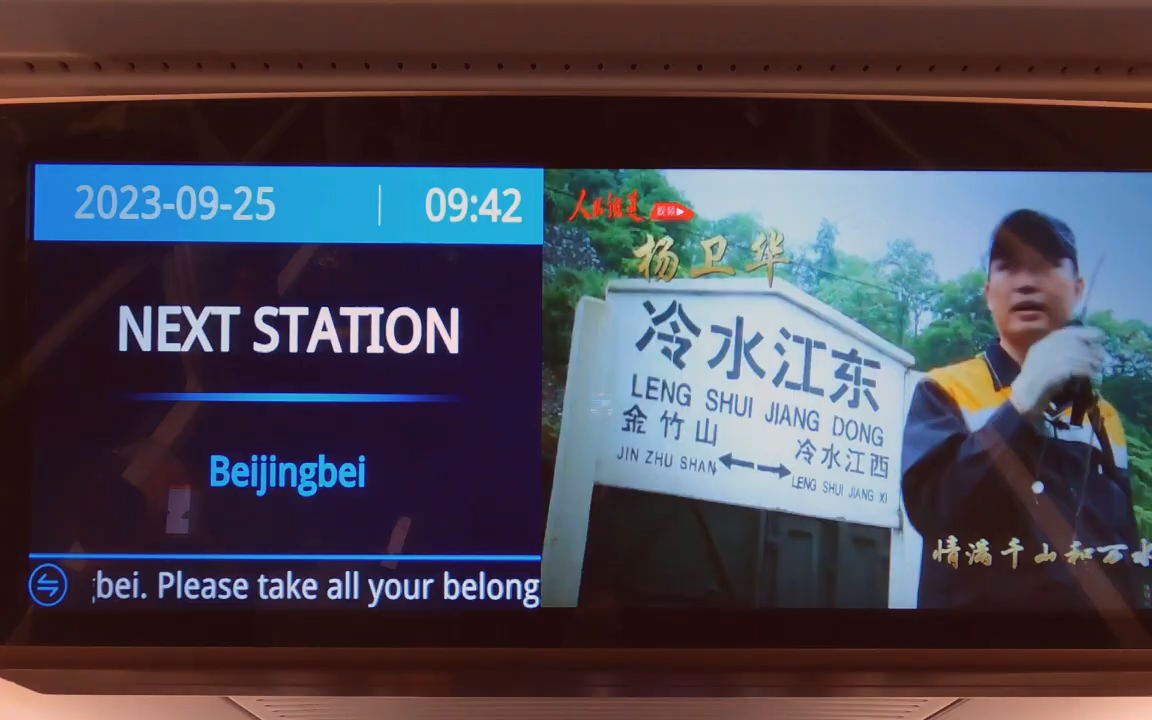 2023-09-25 | 09:42
NEXT STATION
Beijingbei
bei. Please take all your belong
人民铁道 视频
杨卫华
冷水江东
LENG SHUI JIANG DONG
金竹山 冷水江西
JIN ZHU SHAN LENG SHUI JIANG XI
情满千山和万水